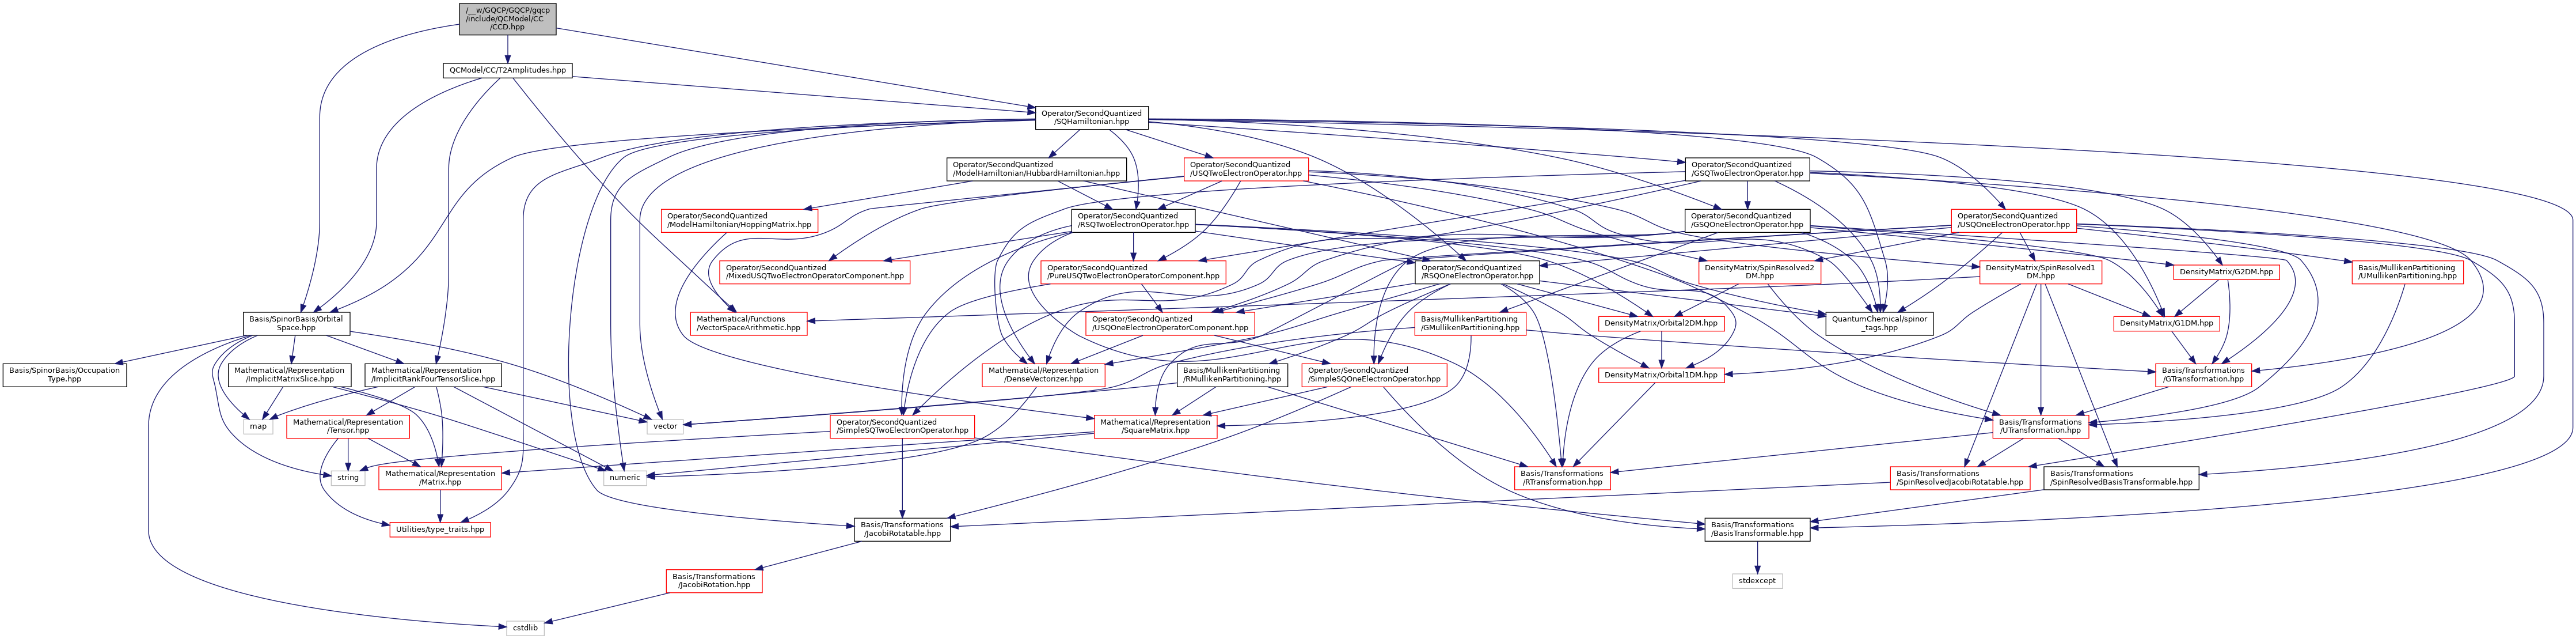 /__w/GQCP/GQCP/gqcp
/include/QCModel/CC
/CCD.hpp
QCModel/CC/T2Amplitudes.hpp
Operator/SecondQuantized
/SQHamiltonian.hpp
Operator/SecondQuantized
/ModelHamiltonian/HubbardHamiltonian.hpp
Operator/SecondQuantized
/USQTwoElectronOperator.hpp
Operator/SecondQuantized
/GSQTwoElectronOperator.hpp
Operator/SecondQuantized
/ModelHamiltonian/HoppingMatrix.hpp
Operator/SecondQuantized
/RSQTwoElectronOperator.hpp
Operator/SecondQuantized
/GSQOneElectronOperator.hpp
Operator/SecondQuantized
/USQOneElectronOperator.hpp
Operator/SecondQuantized
/MixedUSQTwoElectronOperatorComponent.hpp
Operator/SecondQuantized
/PureUSQTwoElectronOperatorComponent.hpp
Operator/SecondQuantized
/RSQOneElectronOperator.hpp
DensityMatrix/SpinResolved2
DM.hpp
DensityMatrix/SpinResolved1
DM.hpp
DensityMatrix/G2DM.hpp
Basis/MullikenPartitioning
/UMullikenPartitioning.hpp
Basis/SpinorBasis/Orbital
Space.hpp
Mathematical/Functions
/VectorSpaceArithmetic.hpp
Operator/SecondQuantized
/USQOneElectronOperatorComponent.hpp
Basis/MullikenPartitioning
/GMullikenPartitioning.hpp
DensityMatrix/Orbital2DM.hpp
QuantumChemical/spinor
_tags.hpp
DensityMatrix/G1DM.hpp
Basis/SpinorBasis/Occupation
Type.hpp
Mathematical/Representation
/ImplicitMatrixSlice.hpp
Mathematical/Representation
/ImplicitRankFourTensorSlice.hpp
Mathematical/Representation
/DenseVectorizer.hpp
Basis/MullikenPartitioning
/RMullikenPartitioning.hpp
Operator/SecondQuantized
/SimpleSQOneElectronOperator.hpp
DensityMatrix/Orbital1DM.hpp
Basis/Transformations
/GTransformation.hpp
map
Mathematical/Representation
/Tensor.hpp
vector
Operator/SecondQuantized
/SimpleSQTwoElectronOperator.hpp
Mathematical/Representation
/SquareMatrix.hpp
Basis/Transformations
/UTransformation.hpp
string
Mathematical/Representation
/Matrix.hpp
numeric
Basis/Transformations
/RTransformation.hpp
Basis/Transformations
/SpinResolvedJacobiRotatable.hpp
Basis/Transformations
/SpinResolvedBasisTransformable.hpp
Utilities/type_traits.hpp
Basis/Transformations
/JacobiRotatable.hpp
Basis/Transformations
/BasisTransformable.hpp
Basis/Transformations
/JacobiRotation.hpp
stdexcept
cstdlib